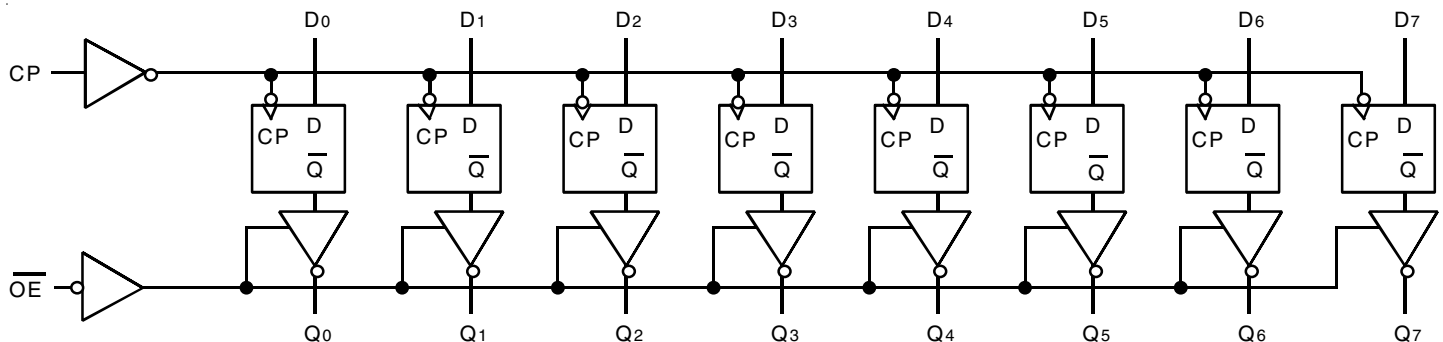 D0 D1 D2 D3 D4 D5 D6 D7
CP
CP D CP D CP D CP D CP D CP D CP D CP D
Q̅ Q̅ Q̅ Q̅ Q̅ Q̅ Q̅ Q̅
O̅E̅
Q0 Q1 Q2 Q3 Q4 Q5 Q6 Q7